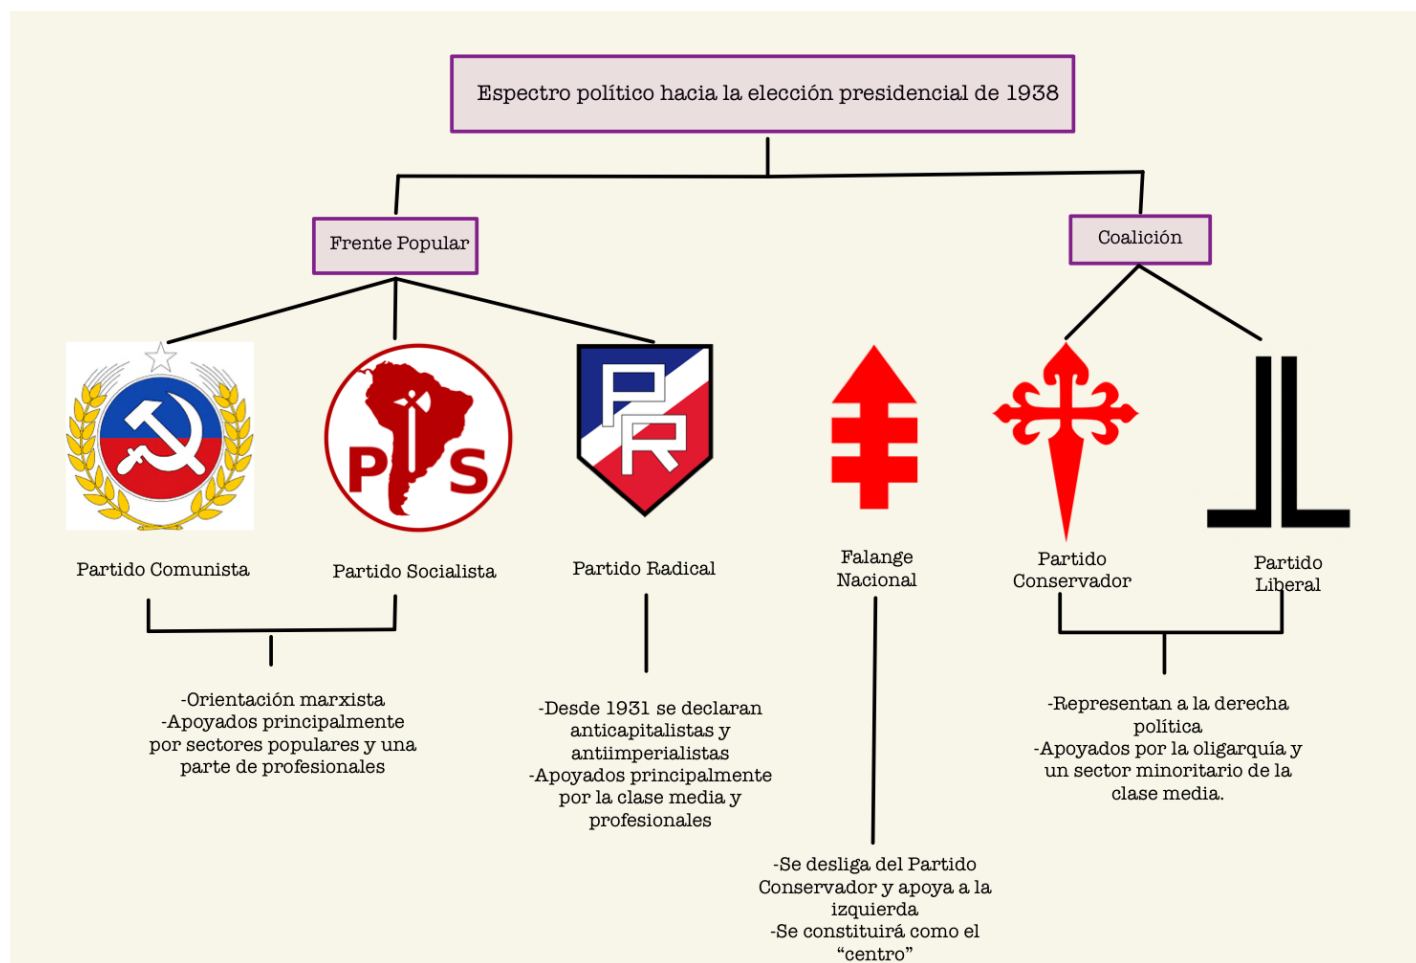 Espectro político hacia la elección presidencial de 1938
Frente Popular
Coalición
P S
P
R
Partido Comunista
Partido Socialista
Partido Radical
Falange
Nacional
Partido
Conservador
Partido
Liberal
-Orientación marxista
-Apoyados principalmente
por sectores populares y una
parte de profesionales
-Desde 1931 se declaran
anticapitalistas y
antiimperialistas
-Apoyados principalmente
por la clase media y
profesionales
-Se desliga del Partido
Conservador y apoya a la
izquierda
-Se constituirá como el
“centro”
-Representan a la derecha
política
-Apoyados por la oligarquía y
un sector minoritario de la
clase media.